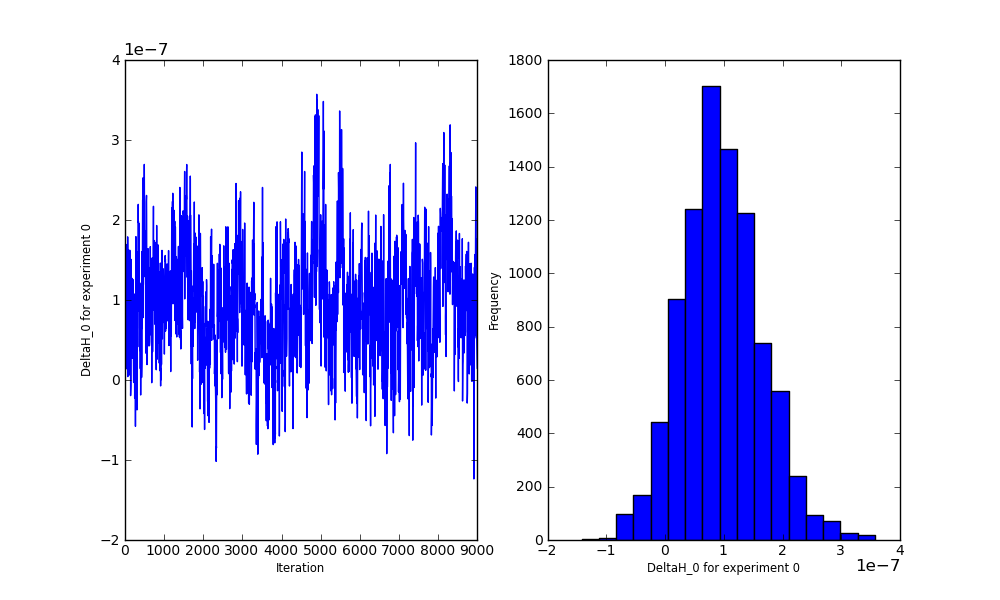 1e−7
4
3
2
1
0
−1
−2
DeltaH_0 for experiment 0
0 1000 2000 3000 4000 5000 6000 7000 8000 9000
Iteration
1800
1600
1400
1200
1000
800
600
400
200
0
Frequency
−2 −1 0 1 2 3 4
DeltaH_0 for experiment 0
1e−7